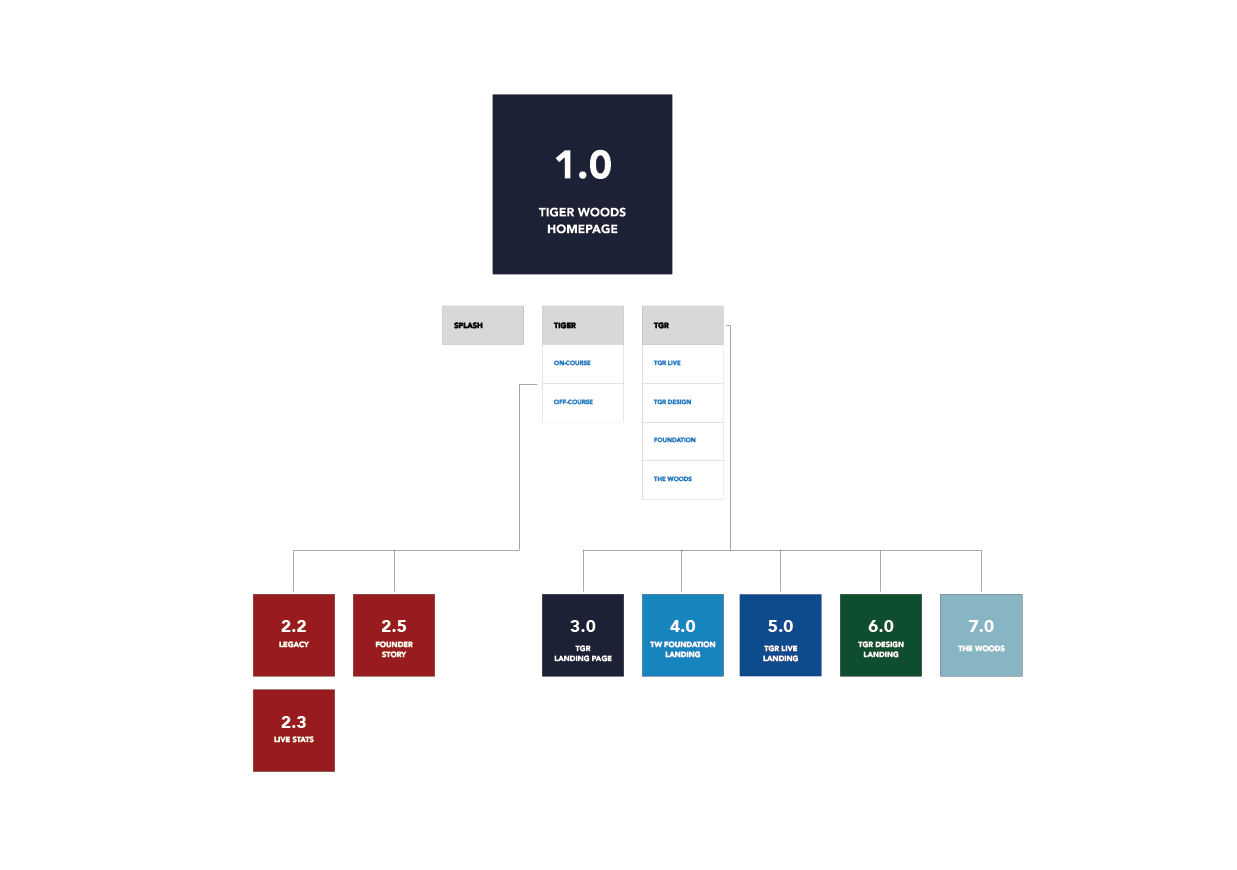 1.0
TIGER WOODS
HOMEPAGE
SPLASH
TIGER
TGR
ON-COURSE
TGR LIVE
OFF-COURSE
TGR DESIGN
FOUNDATION
THE WOODS
2.2
LEGACY
2.5
FOUNDER
STORY
3.0
TGR
LANDING PAGE
4.0
TW FOUNDATION
LANDING
5.0
TGR LIVE
LANDING
6.0
TGR DESIGN
LANDING
7.0
THE WOODS
2.3
LIVE STATS